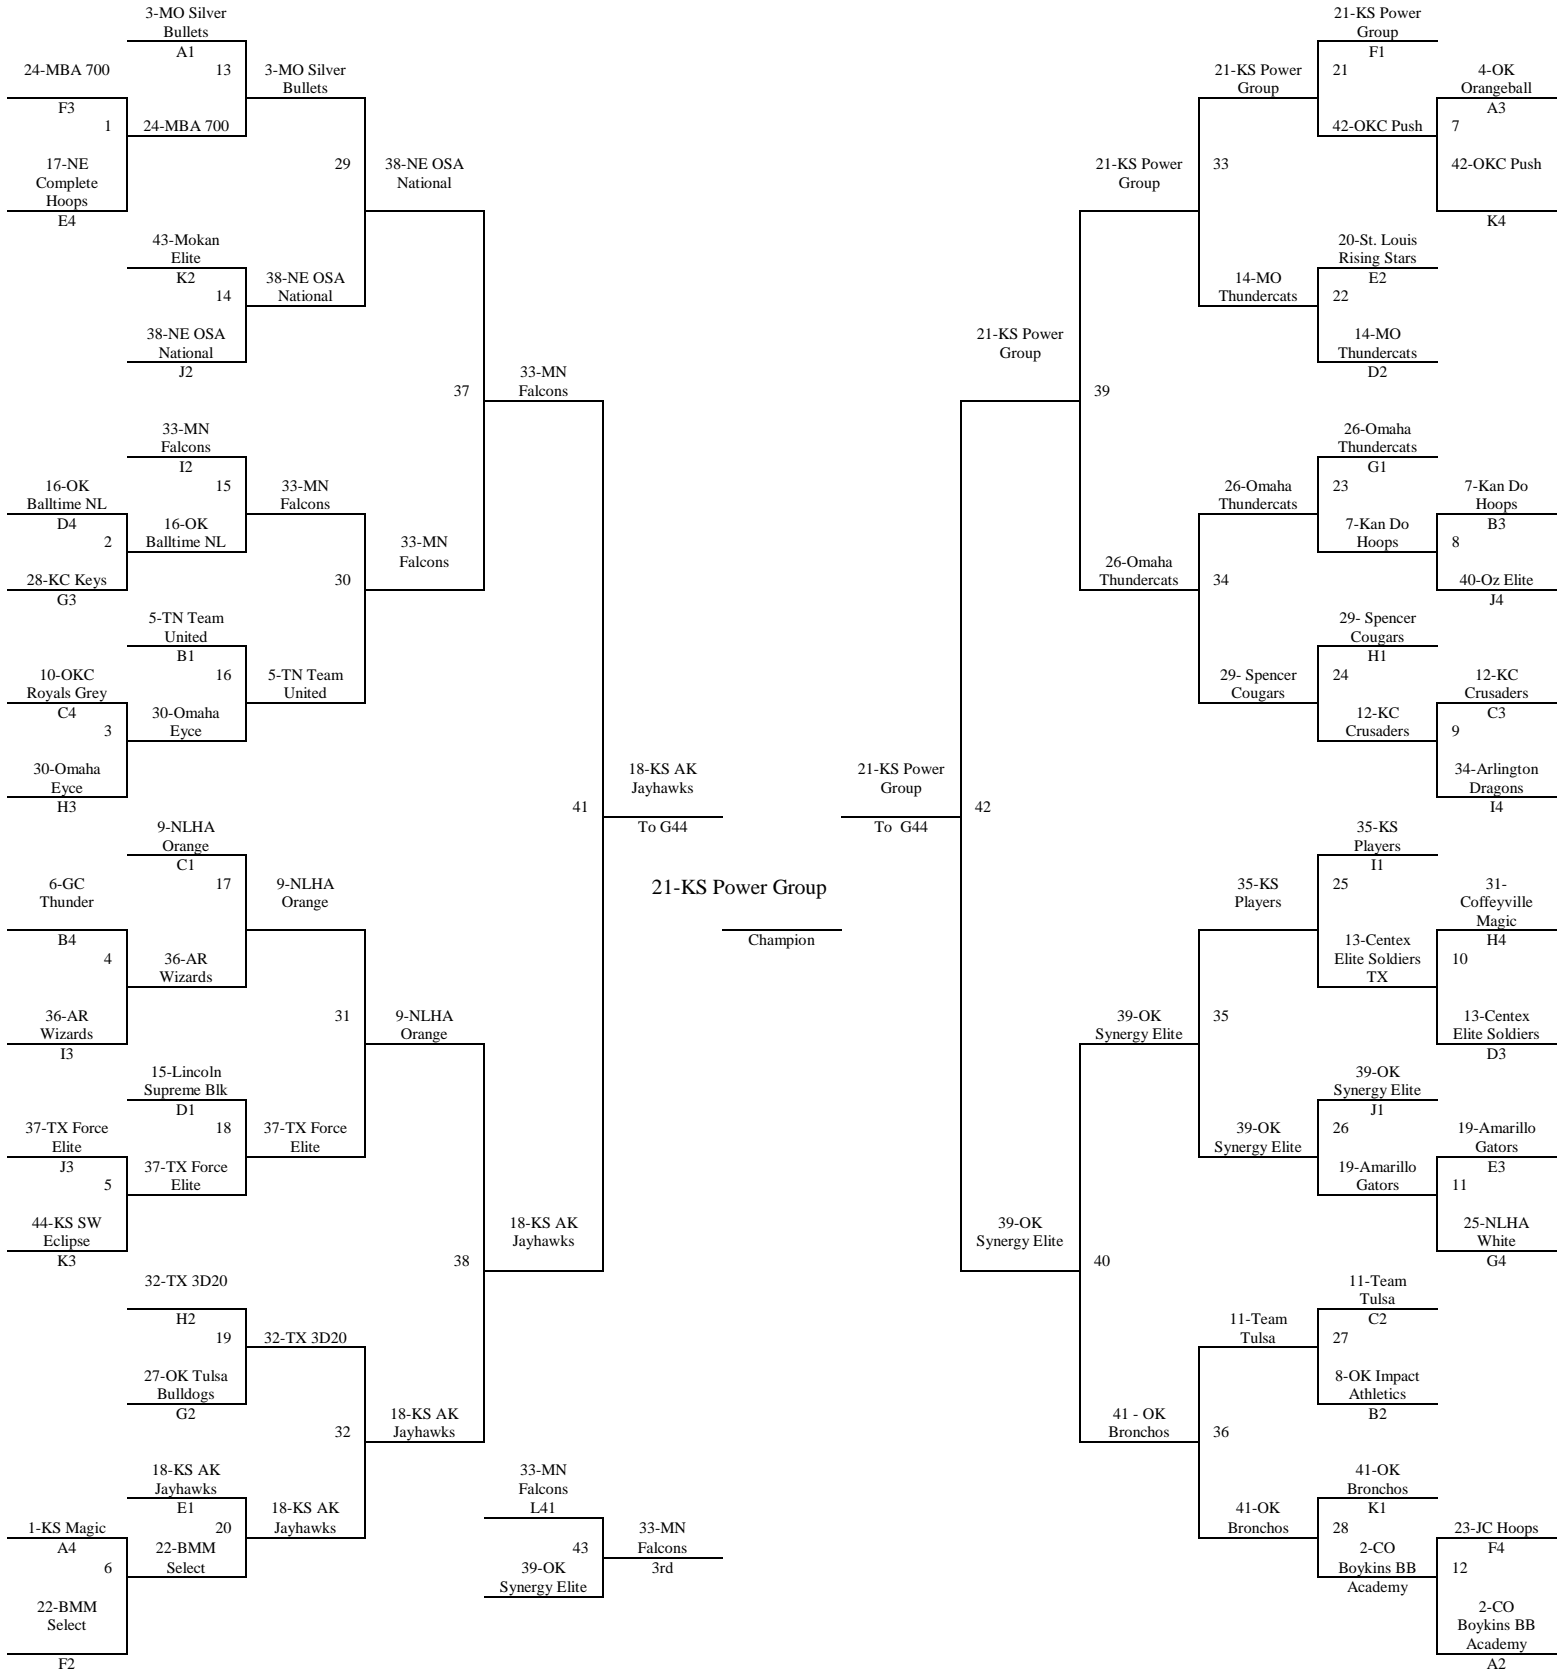 3-MO Silver
Bullets
A1
13
24-MBA 700
F3
1
24-MBA 700
17-NE
Complete
Hoops
E4
3-MO Silver
Bullets
29
43-Mokan
Elite
K2
14
38-NE OSA
National
J2
38-NE OSA
National
38-NE OSA
National
37
33-MN
Falcons
I2
15
16-OK
Balltime NL
D4
2
16-OK
Balltime NL
28-KC Keys
G3
33-MN
Falcons
30
5-TN Team
United
B1
16
10-OKC
Royals Grey
C4
3
30-Omaha
Eyce
30-Omaha
Eyce
H3
5-TN Team
United
33-MN
Falcons
33-MN
Falcons
41
9-NLHA
Orange
C1
17
6-GC
Thunder
B4
4
36-AR
Wizards
36-AR
Wizards
I3
9-NLHA
Orange
31
15-Lincoln
Supreme Blk
D1
18
37-TX Force
Elite
J3
5
37-TX Force
Elite
44-KS SW
Eclipse
K3
37-TX Force
Elite
9-NLHA
Orange
38
32-TX 3D20
H2
19
27-OK Tulsa
Bulldogs
G2
32-TX 3D20
32
18-KS AK
Jayhawks
E1
20
1-KS Magic
A4
6
22-BMM
Select
22-BMM
Select
F2
18-KS AK
Jayhawks
18-KS AK
Jayhawks
18-KS AK
Jayhawks
18-KS AK
Jayhawks
To G44
21-KS Power Group
Champion
33-MN
Falcons
L41
43
39-OK
Synergy Elite
33-MN
Falcons
3rd
21-KS Power
Group
To G44
42
21-KS Power
Group
39
21-KS Power
Group
33
21-KS Power
Group
21-KS Power
Group
F1
21
42-OKC Push
4-OK
Orangeball
A3
7
42-OKC Push
K4
14-MO
Thundercats
20-St. Louis
Rising Stars
E2
22
14-MO
Thundercats
D2
26-Omaha
Thundercats
34
26-Omaha
Thundercats
26-Omaha
Thundercats
G1
23
7-Kan Do
Hoops
7-Kan Do
Hoops
B3
8
40-Oz Elite
J4
29- Spencer
Cougars
29- Spencer
Cougars
H1
24
12-KC
Crusaders
12-KC
Crusaders
C3
9
34-Arlington
Dragons
I4
39-OK
Synergy Elite
40
39-OK
Synergy Elite
35
35-KS
Players
35-KS
Players
I1
25
13-Centex
Elite Soldiers
TX
31-
Coffeyville
Magic
H4
10
13-Centex
Elite Soldiers
D3
39-OK
Synergy Elite
39-OK
Synergy Elite
J1
26
19-Amarillo
Gators
19-Amarillo
Gators
E3
11
25-NLHA
White
G4
41 - OK
Bronchos
36
11-Team
Tulsa
11-Team
Tulsa
C2
27
8-OK Impact
Athletics
B2
41-OK
Bronchos
41-OK
Bronchos
K1
28
2-CO
Boykins BB
Academy
23-JC Hoops
F4
12
2-CO
Boykins BB
Academy
A2